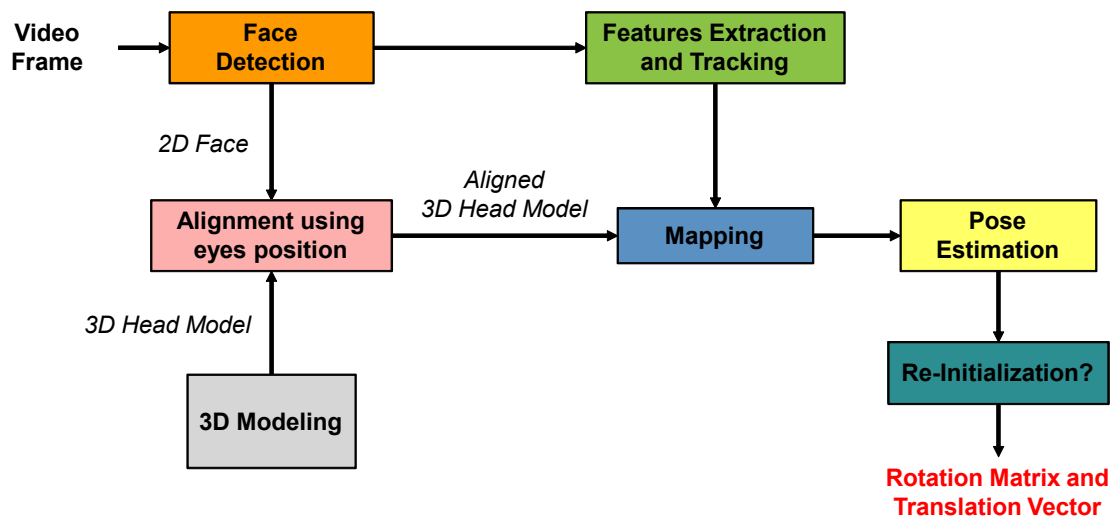 Video
Frame
Face
Detection
Features Extraction
and Tracking
2D Face
Aligned
3D Head Model
Alignment using
eyes position
Mapping
Pose
Estimation
3D Head Model
Re-Initialization?
3D Modeling
Rotation Matrix and
Translation Vector